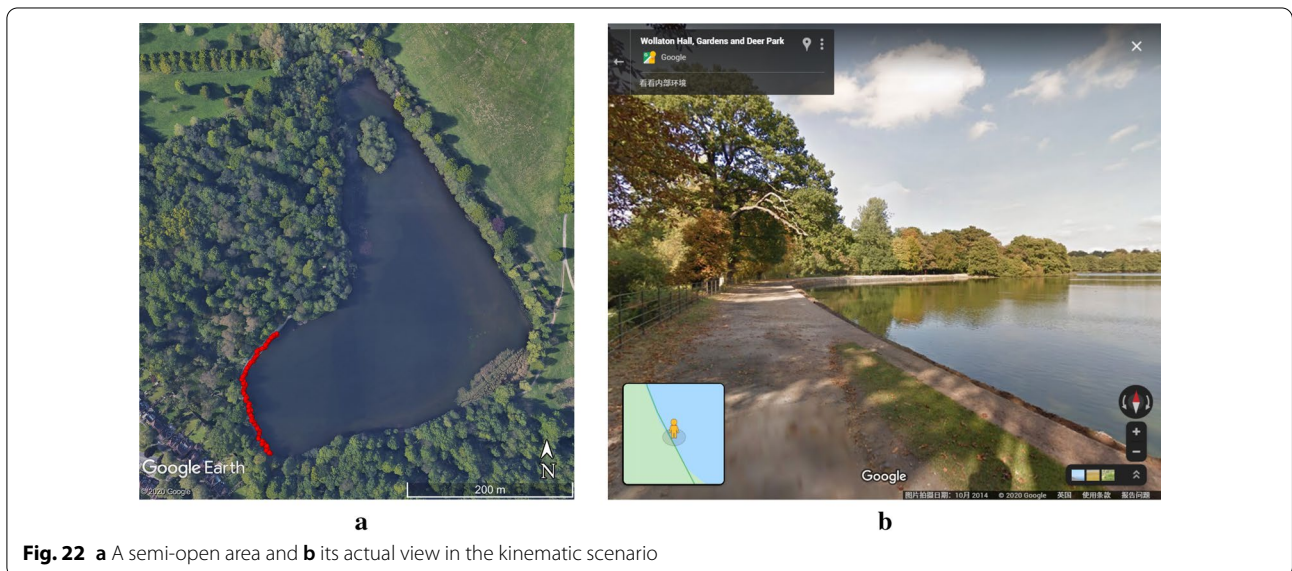 Google Earth
© 2020 Google
N
200 m
a
Wollaton Hall, Gardens and Deer Park
Google
看看内部环境
Google
图片拍摄日期: 10月 2014 © 2020 Google 英国 使用条款 报告问题
b
Fig. 22 a A semi-open area and b its actual view in the kinematic scenario